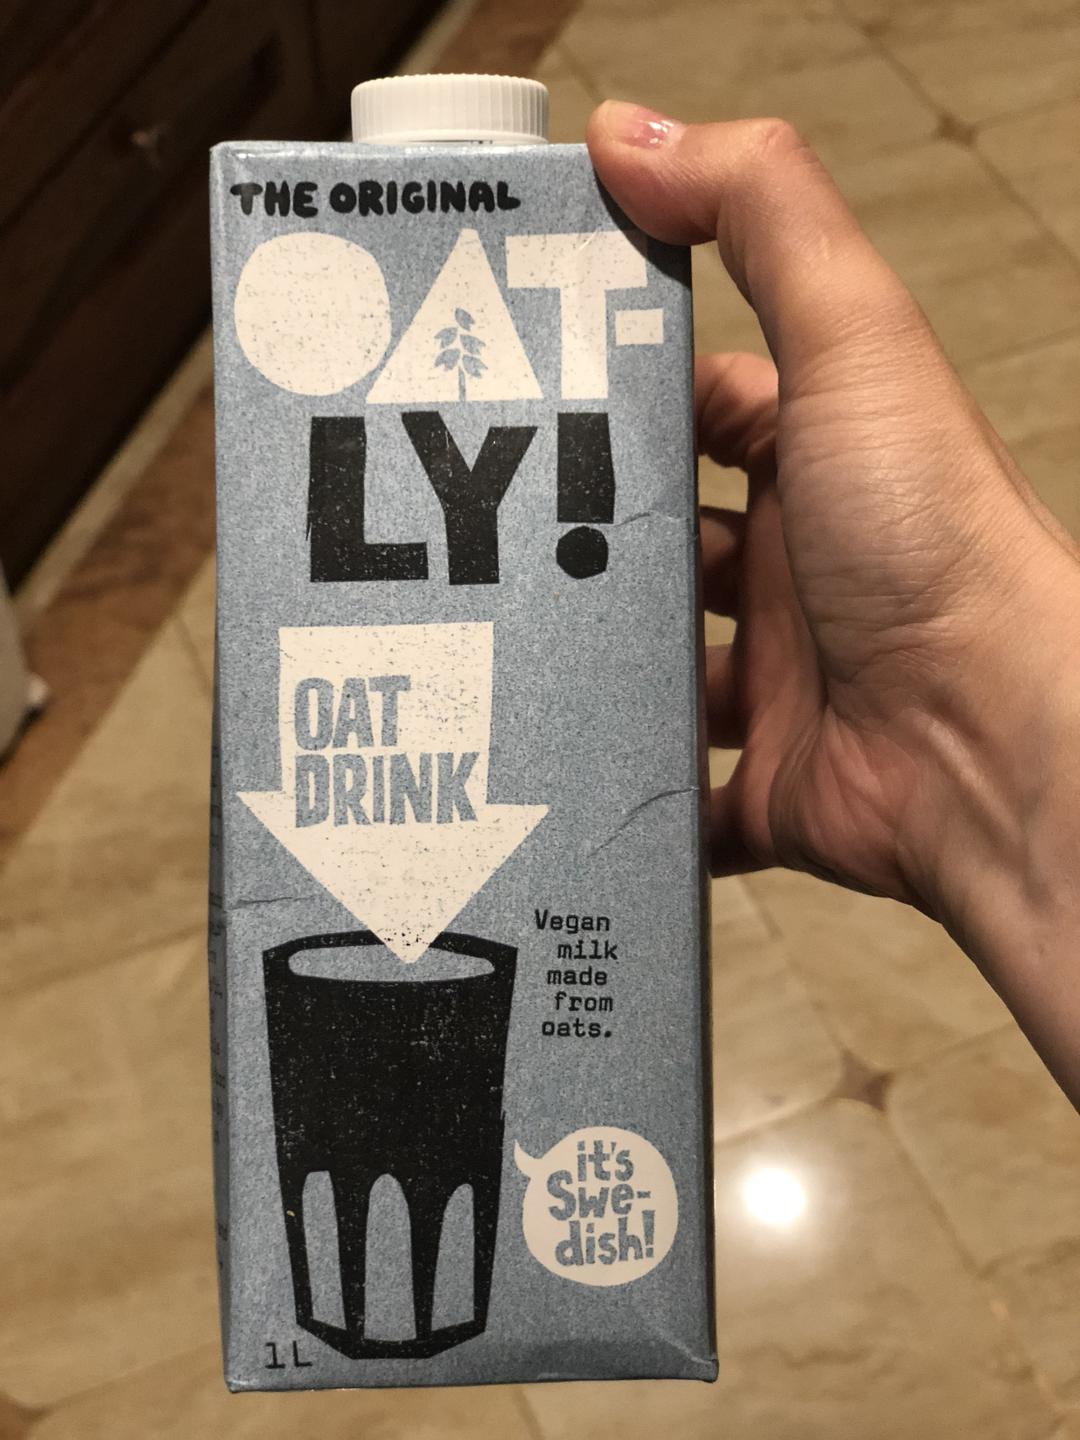 THE ORIGINAL
OAT-
LY!
OAT
DRINK
Vegan
milk
made
from
oats.
it's
Swe-
dish!
1L